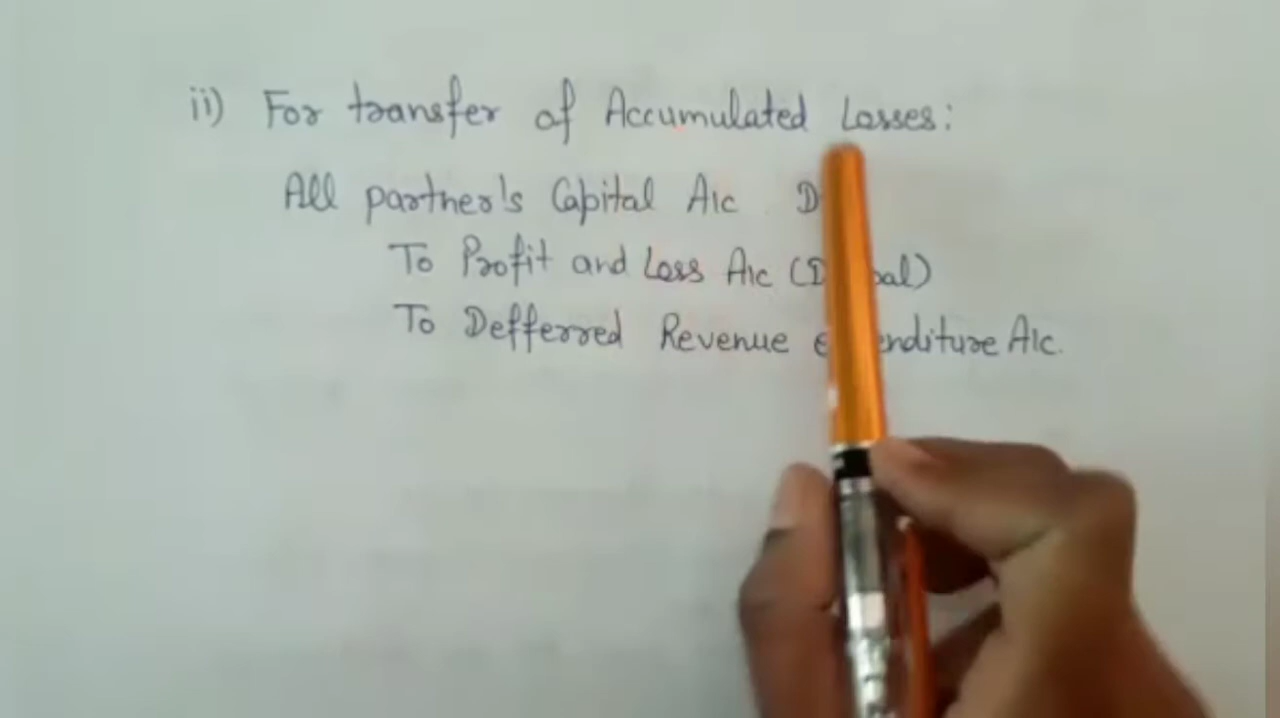 ii) For transfer of Accumulated Losses:
All partner's Capital A/c
To Profit and Loss A/c
To Defferred Revenue A/c.